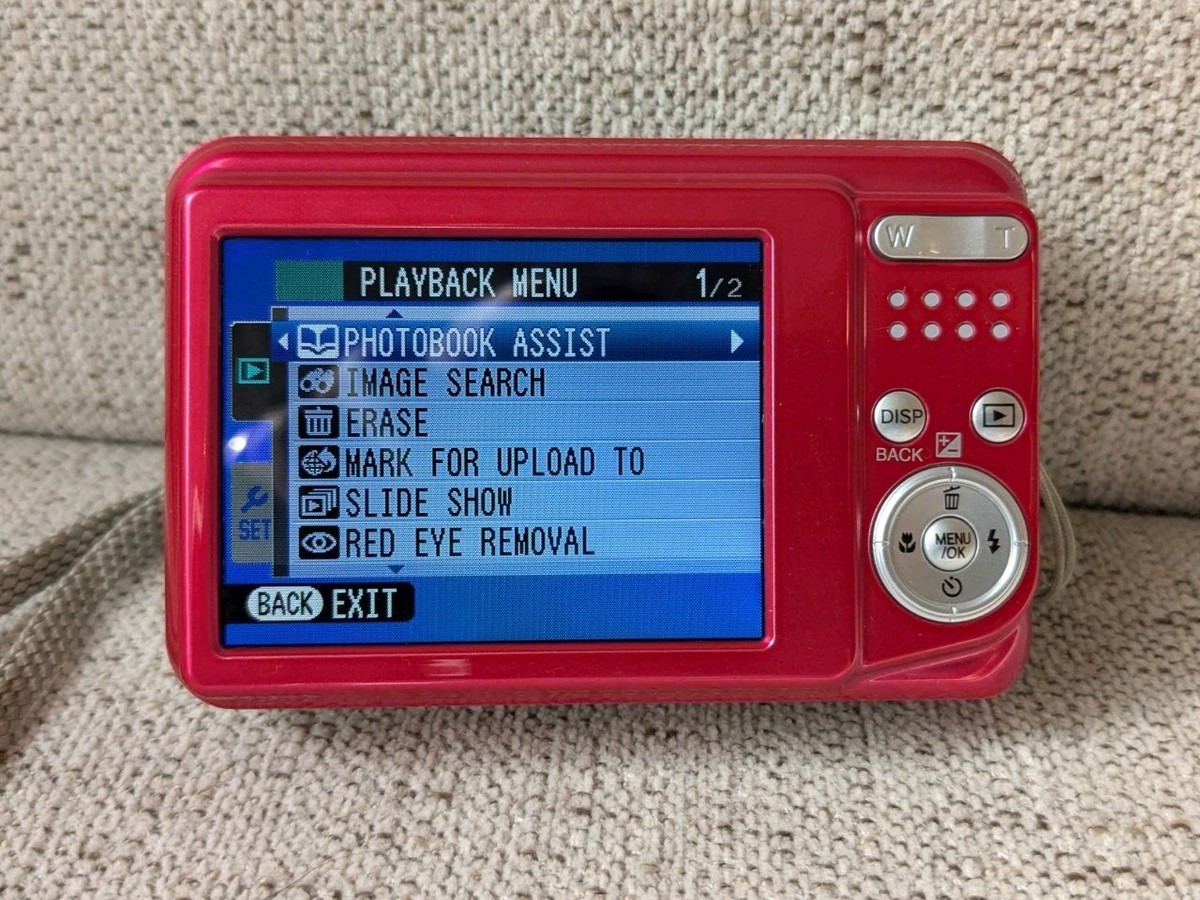 PLAYBACK MENU 1/2
PHOTOBOOK ASSIST
IMAGE SEARCH
ERASE
MARK FOR UPLOAD TO
SLIDE SHOW
RED EYE REMOVAL
SET
BACK EXIT
W T
DISP
BACK
MENU
/OK